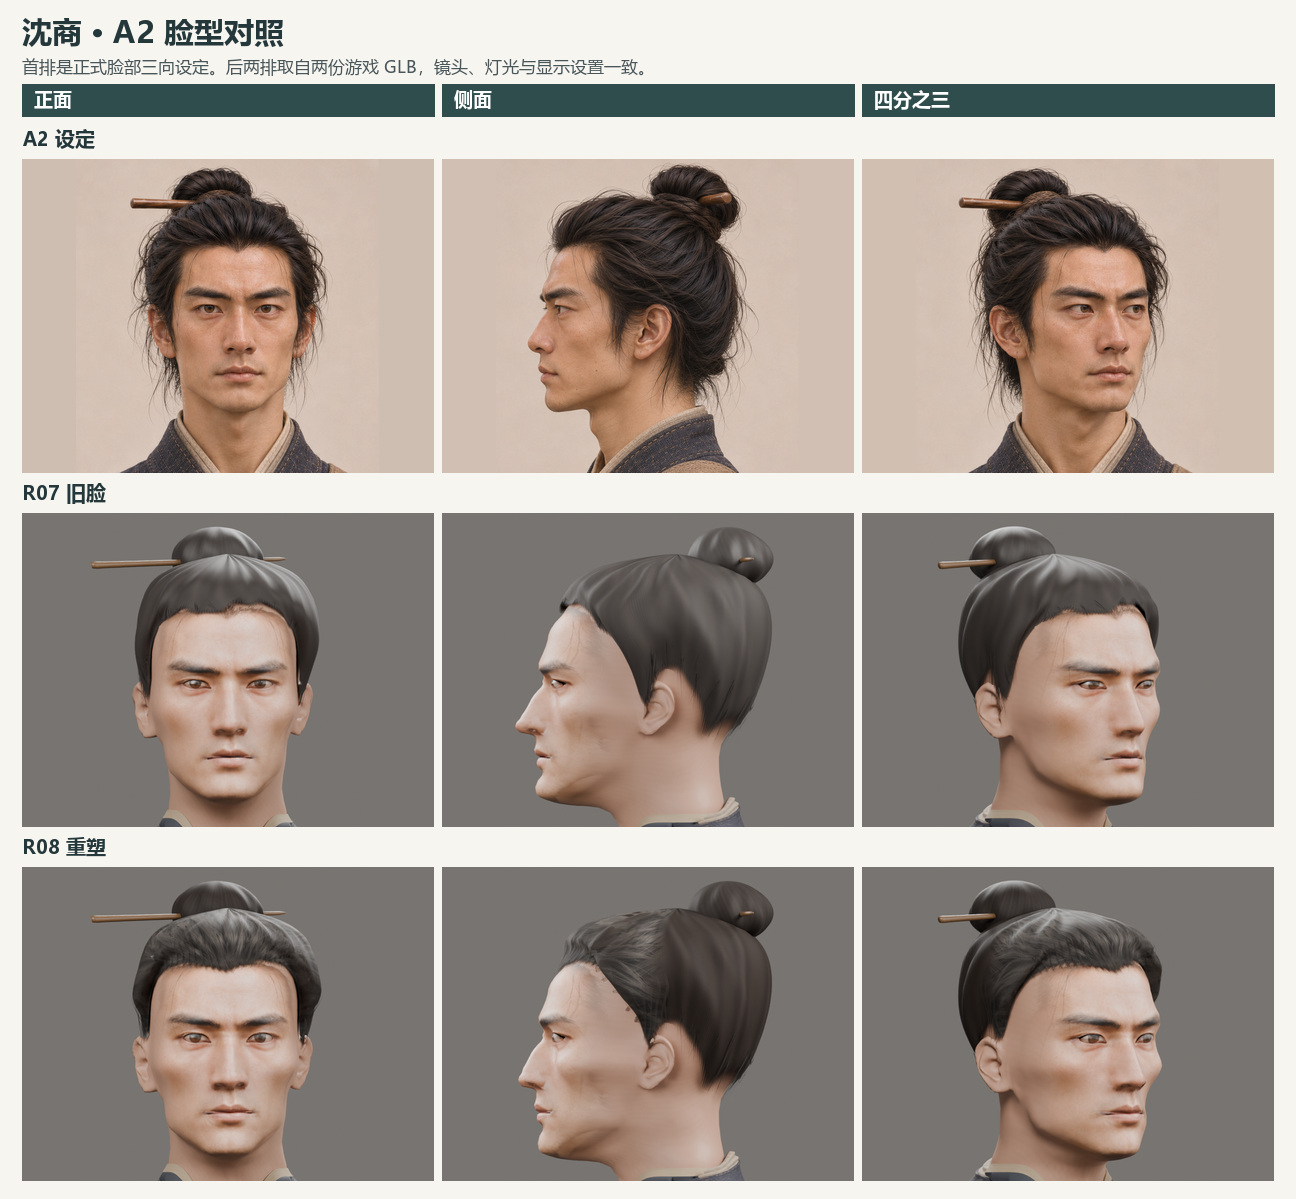 沈商 • A2 脸型对照
首排是正式脸部三向设定。后两排取自两份游戏 GLB，镜头、灯光与显示设置一致。
正面
侧面
四分之三
A2 设定
R07 旧脸
R08 重塑